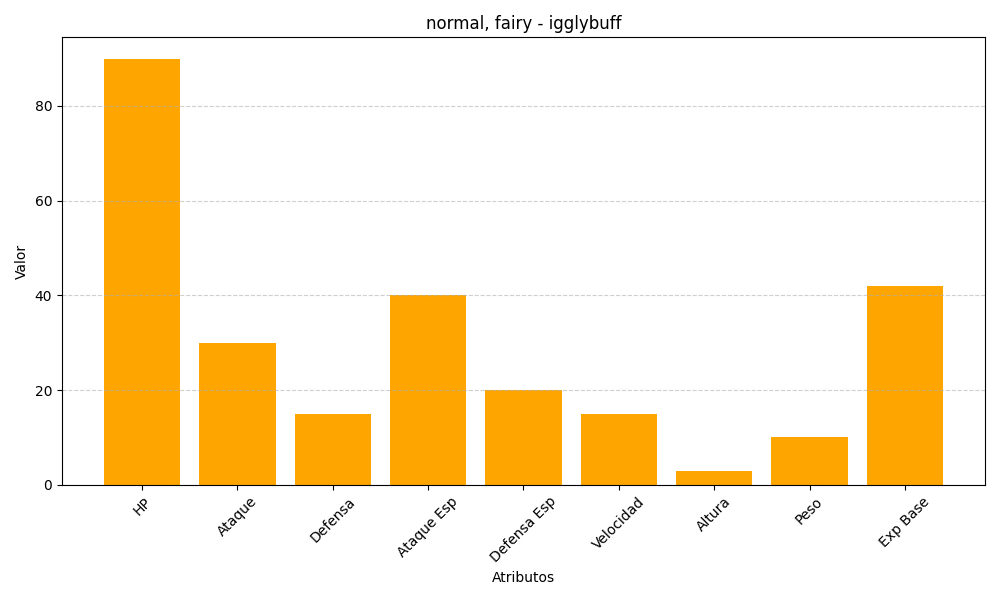 normal, fairy - igglybuff
Valor
80
60
40
20
0
HP
Ataque
Defensa
Ataque Esp
Defensa Esp
Velocidad
Altura
Peso
Exp Base
Atributos